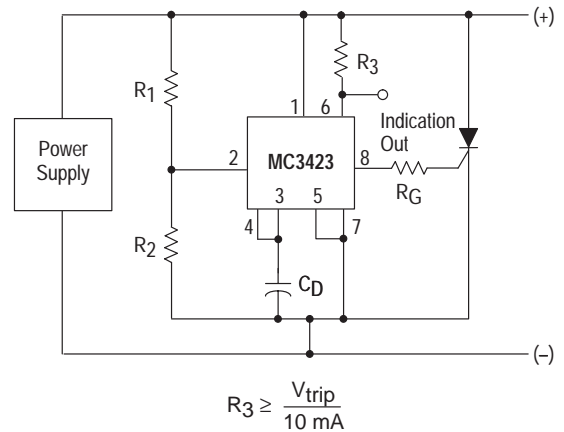 (+)
R1
R3
1
6
Power
Supply
2
MC3423
8
Indication
Out
RG
3
5
4
7
R2
CD
(–)
R3 ≥ Vtrip / 10 mA